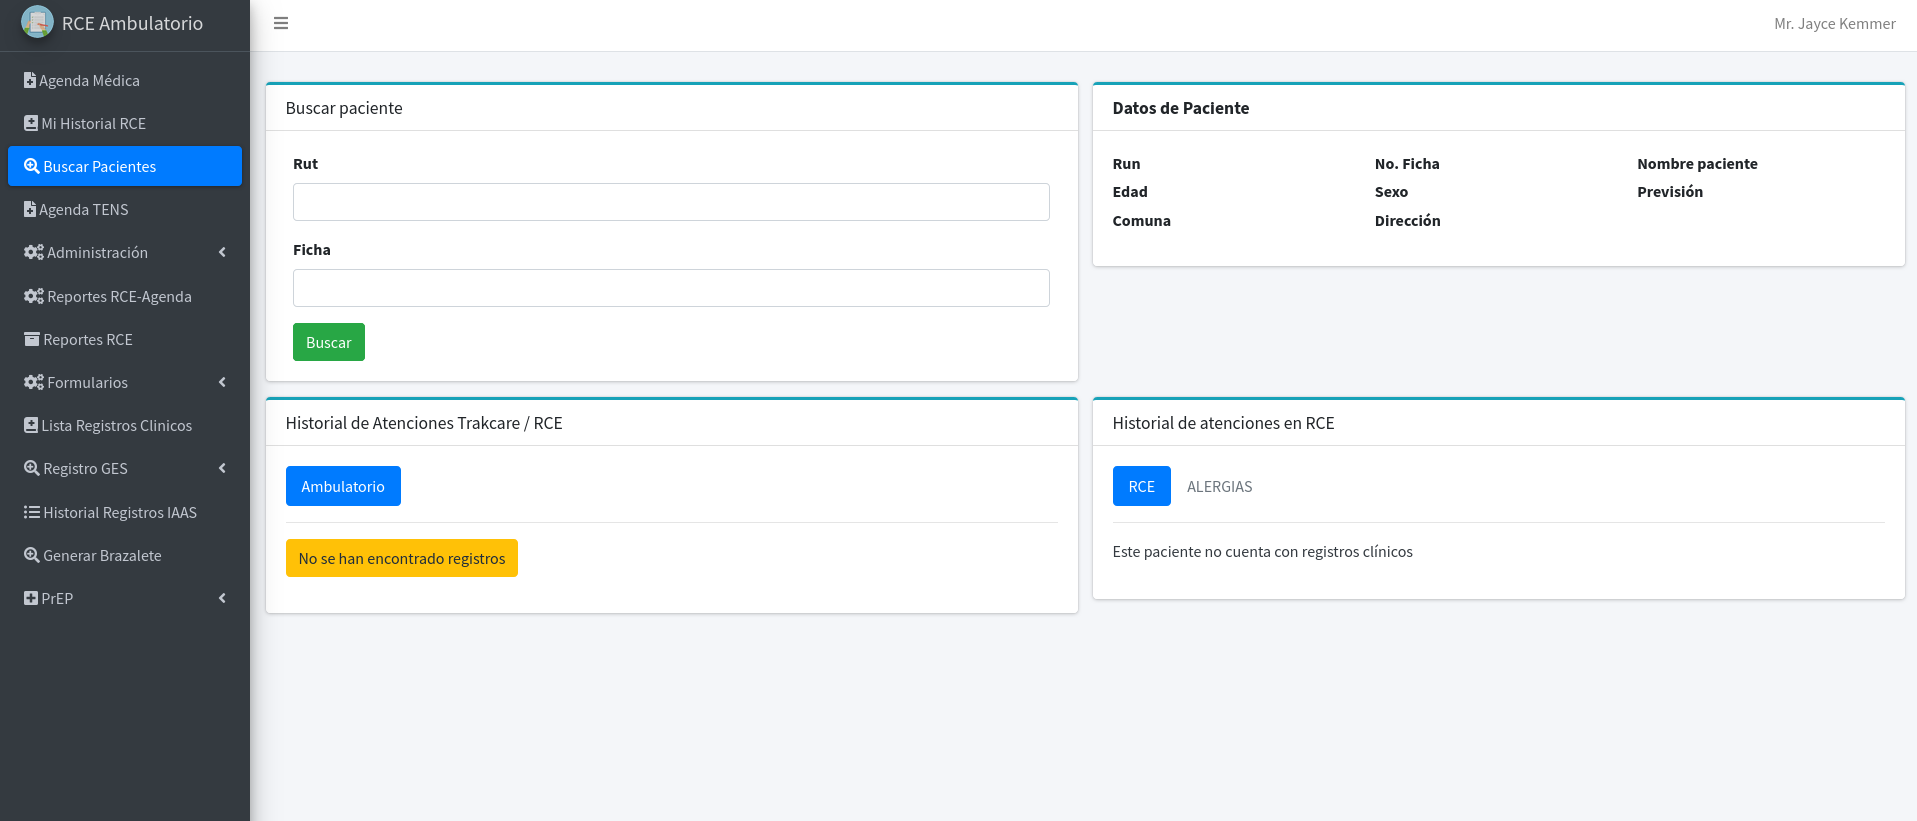 RCE Ambulatorio
Mr. Jayce Kemmer
Agenda Médica
Mi Historial RCE
Buscar Pacientes
Agenda TENS
Administración
Reportes RCE-Agenda
Reportes RCE
Formularios
Lista Registros Clinicos
Registro GES
Historial Registros IAAS
Generar Brazalete
PrEP
Buscar paciente
Rut
Ficha
Buscar
Datos de Paciente
Run No. Ficha Nombre paciente
Edad Sexo Previsión
Comuna Dirección
Historial de Atenciones Trakcare / RCE
Ambulatorio
No se han encontrado registros
Historial de atenciones en RCE
RCE ALERGIAS
Este paciente no cuenta con registros clínicos